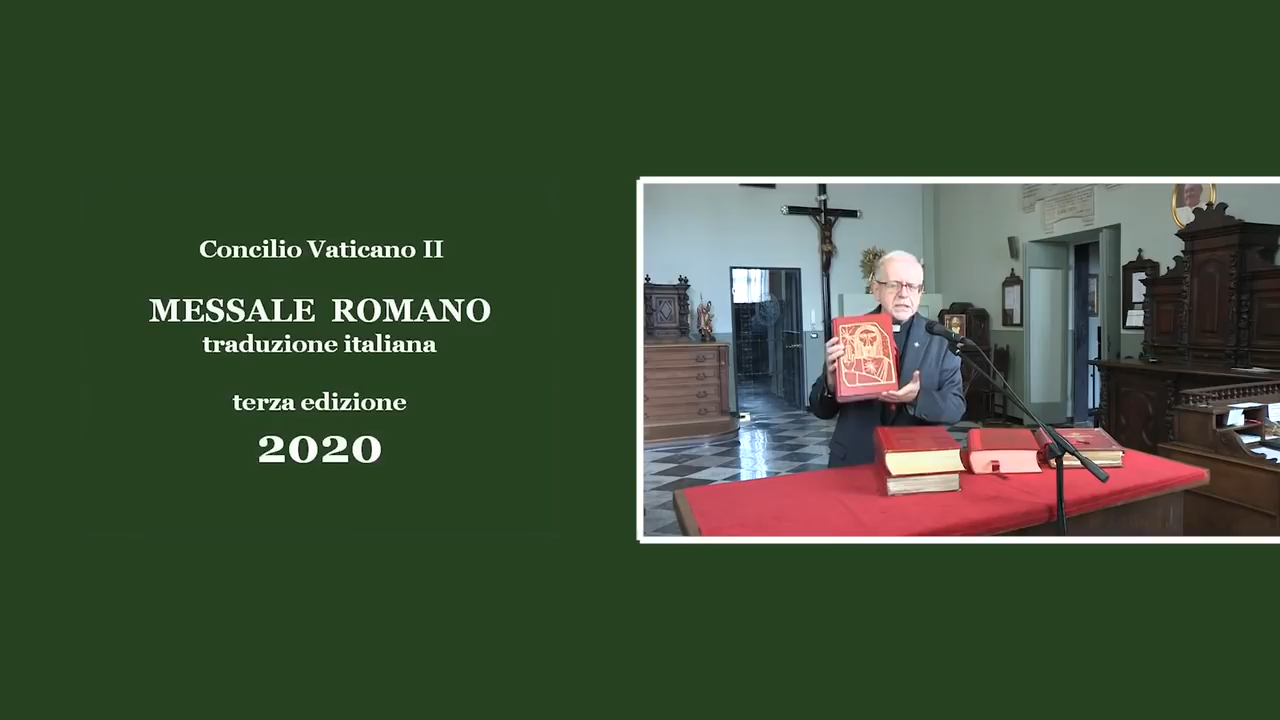 Concilio Vaticano II
MESSALE ROMANO
traduzione italiana
terza edizione
2020